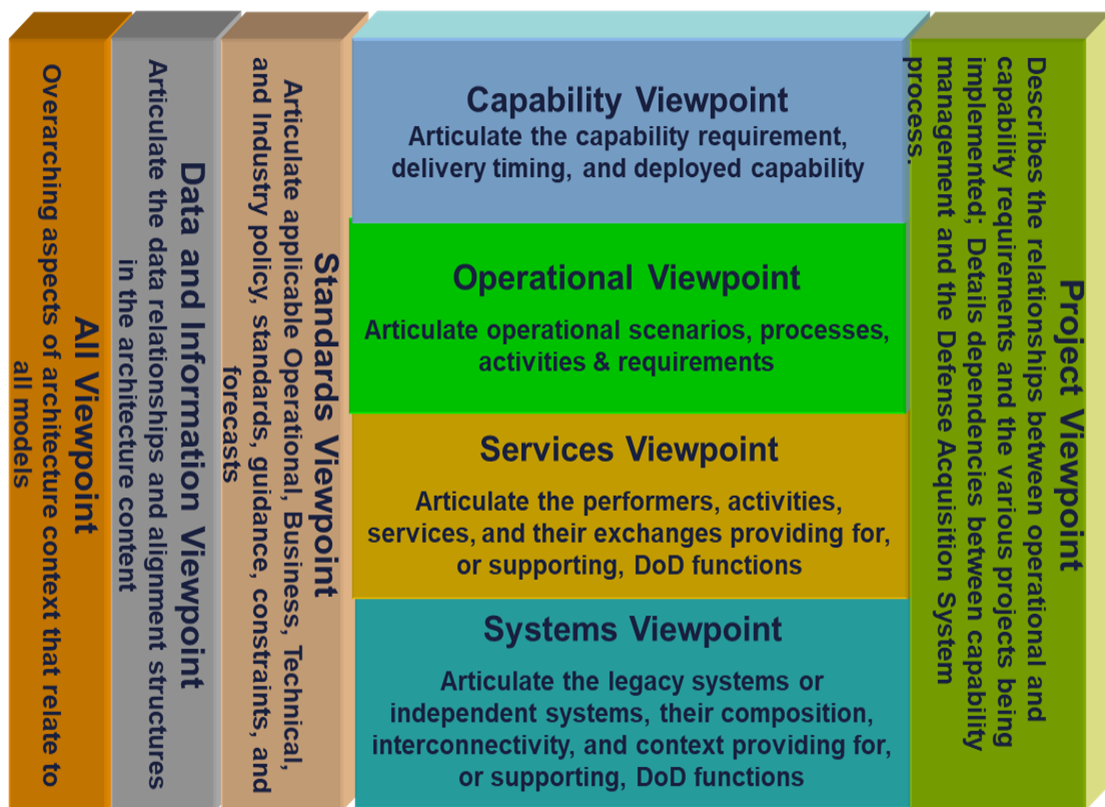 All Viewpoint
Overarching aspects of architecture context that relate to
all models
Data and Information Viewpoint
Articulate the data relationships and alignment structures
in the architecture content
Standards Viewpoint
Articulate applicable Operational, Business, Technical,
and Industry policy, standards, guidance, constraints, and
forecasts
Capability Viewpoint
Articulate the capability requirement,
delivery timing, and deployed capability
Operational Viewpoint
Articulate operational scenarios, processes,
activities & requirements
Services Viewpoint
Articulate the performers, activities,
services, and their exchanges providing for,
or supporting, DoD functions
Systems Viewpoint
Articulate the legacy systems or
independent systems, their composition,
interconnectivity, and context providing for,
or supporting, DoD functions
Project Viewpoint
Describes the relationships between operational and
capability requirements and the various projects being
implemented; Details dependencies between capability
management and the Defense Acquisition System
process.